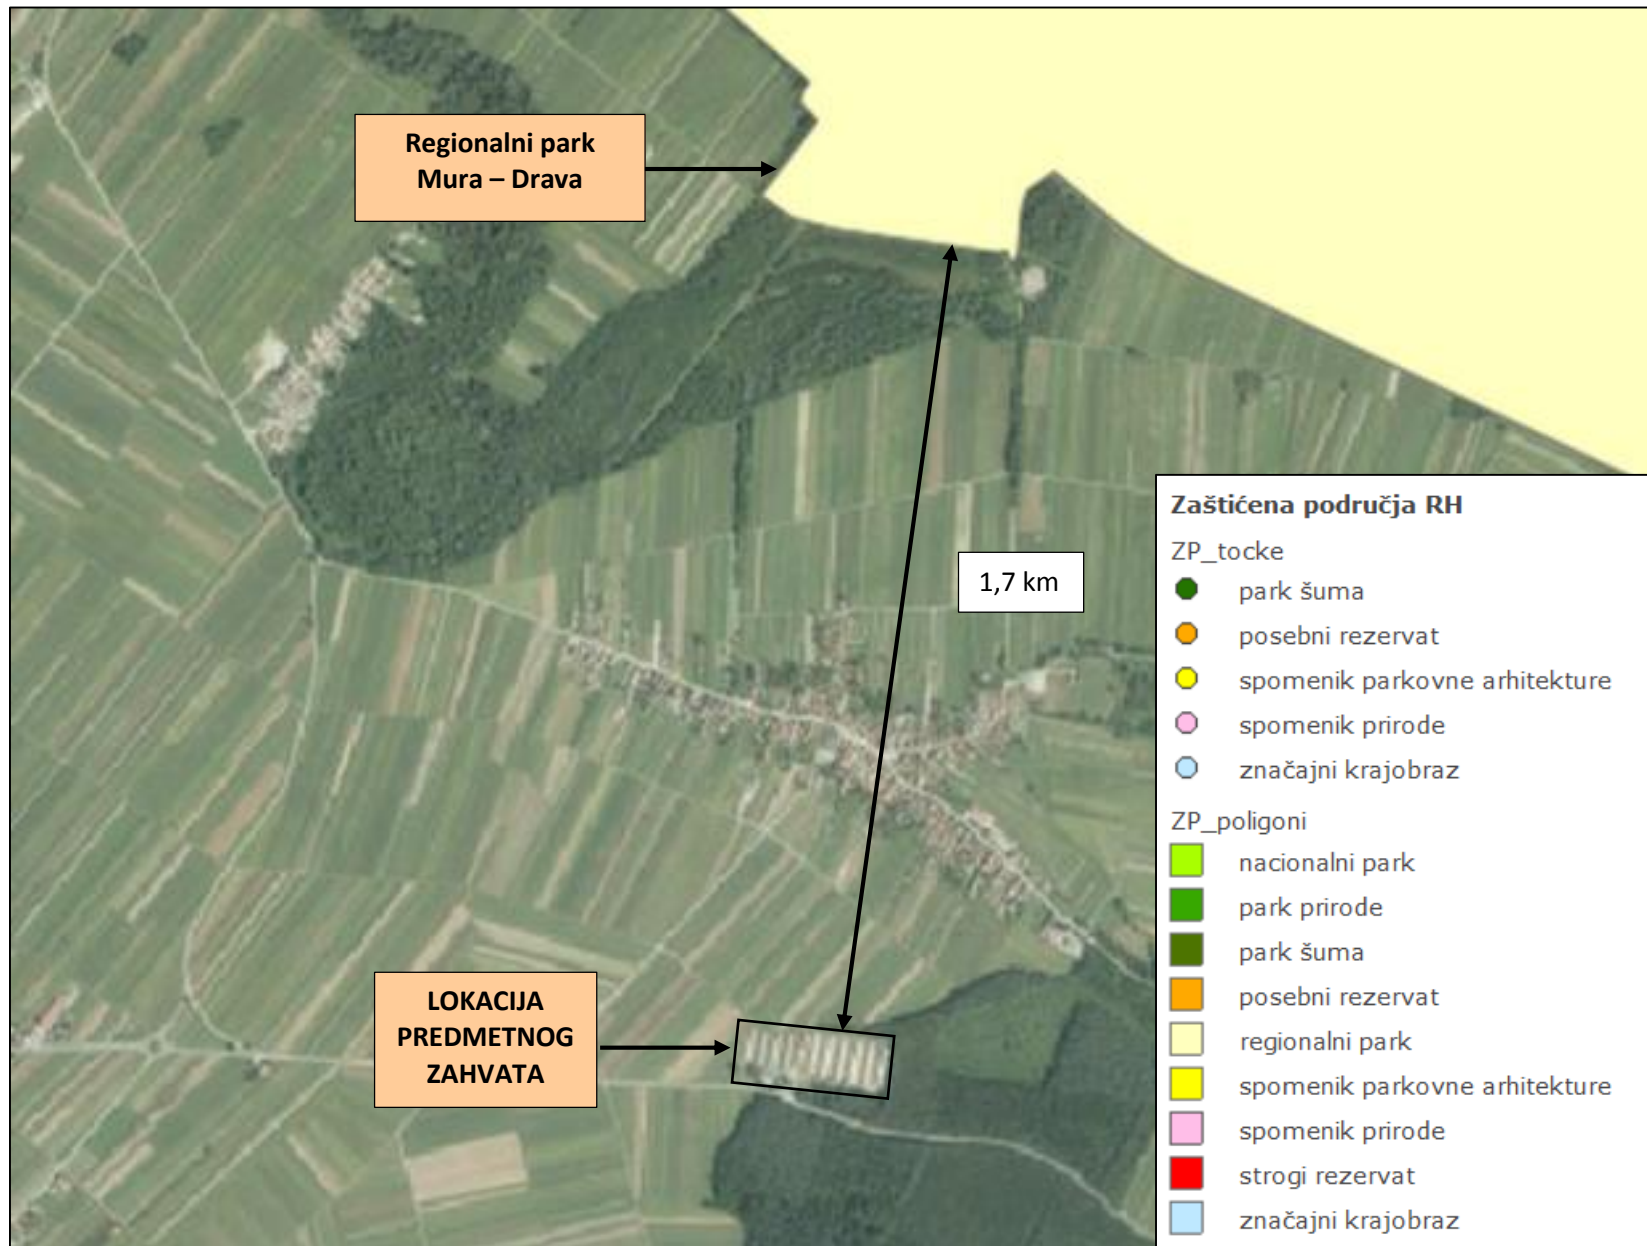 Regionalni park
Mura – Drava
1,7 km
LOKACIJA
PREDMETNOG
ZAHVATA
Zaštićena područja RH
ZP_tocke
park šuma
posebni rezervat
spomenik parkovne arhitekture
spomenik prirode
značajni krajobraz
ZP_poligoni
nacionalni park
park prirode
park šuma
posebni rezervat
regionalni park
spomenik parkovne arhitekture
spomenik prirode
strogi rezervat
značajni krajobraz